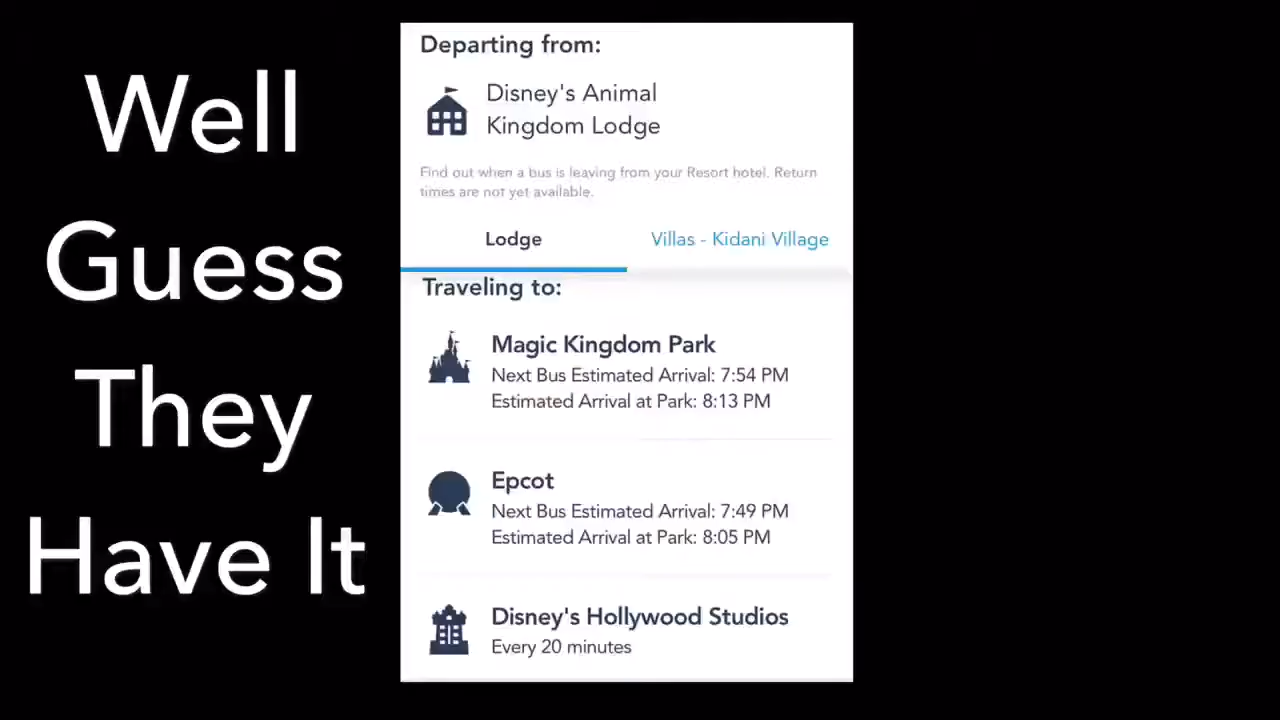 Well
Guess
They
Have It
Departing from:
Disney's Animal
Kingdom Lodge
Find out when a bus is leaving from your Resort hotel. Return
times are not yet available.
Lodge
Villas - Kidani Village
Traveling to:
Magic Kingdom Park
Next Bus Estimated Arrival: 7:54 PM
Estimated Arrival at Park: 8:13 PM
Epcot
Next Bus Estimated Arrival: 7:49 PM
Estimated Arrival at Park: 8:05 PM
Disney's Hollywood Studios
Every 20 minutes